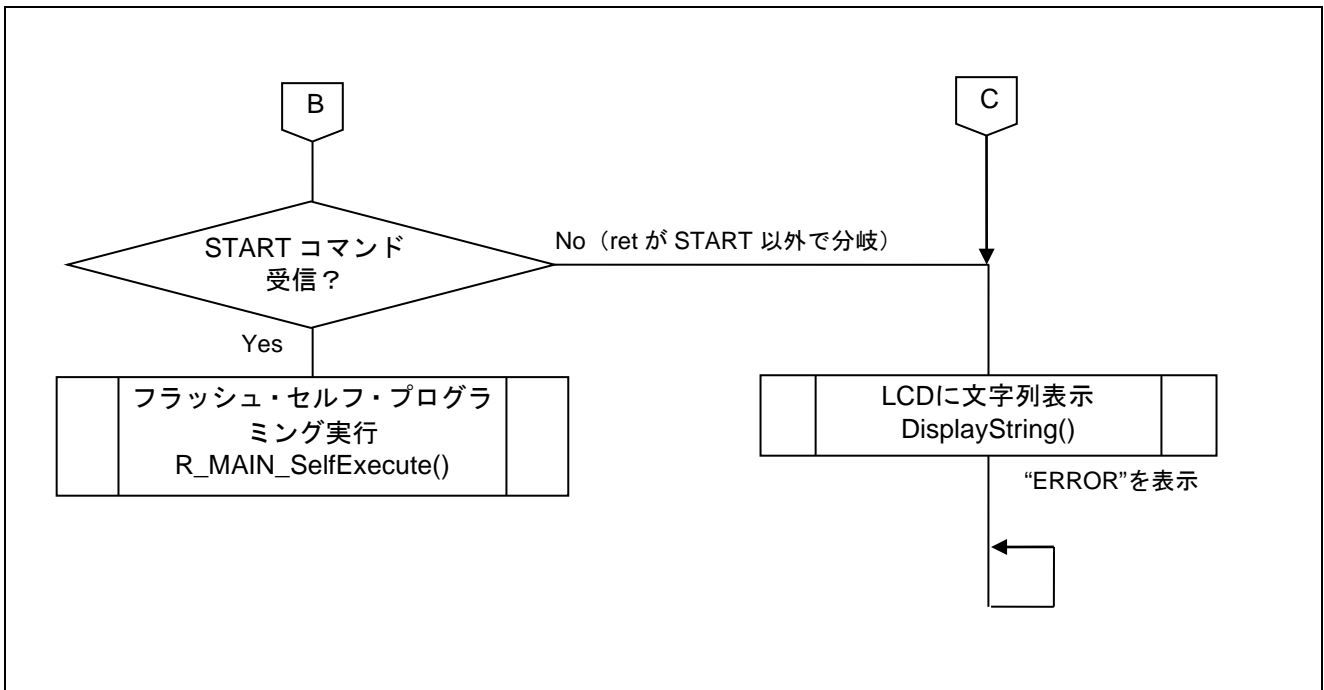 B
C
START コマンド
受信？
No（ret が START 以外で分岐）
Yes
フラッシュ・セルフ・プログラ
ミング実行
R_MAIN_SelfExecute()
LCDに文字列表示
DisplayString()
“ERROR”を表示